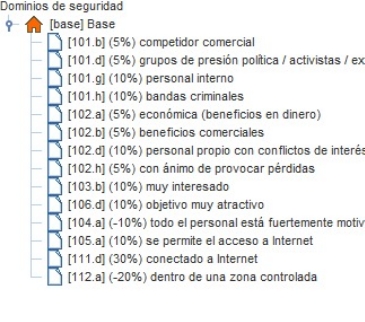 Dominios de seguridad
[base] Base
[101.b] (5%) competidor comercial
[101.d] (5%) grupos de presión política / activistas / ex
[101.g] (10%) personal interno
[101.h] (10%) bandas criminales
[102.a] (5%) económica (beneficios en dinero)
[102.b] (5%) beneficios comerciales
[102.d] (10%) personal propio con conflictos de interés
[102.h] (5%) con ánimo de provocar pérdidas
[103.b] (10%) muy interesado
[106.d] (10%) objetivo muy atractivo
[104.a] (-10%) todo el personal está fuertemente motiv
[105.a] (10%) se permite el acceso a Internet
[111.d] (30%) conectado a Internet
[112.a] (-20%) dentro de una zona controlada